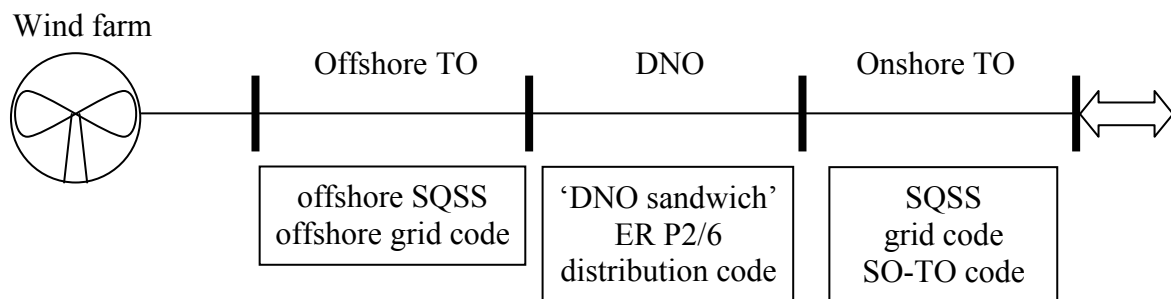 Wind farm
Offshore TO
DNO
Onshore TO
offshore SQSS
offshore grid code
‘DNO sandwich’
ER P2/6
distribution code
SQSS
grid code
SO-TO code